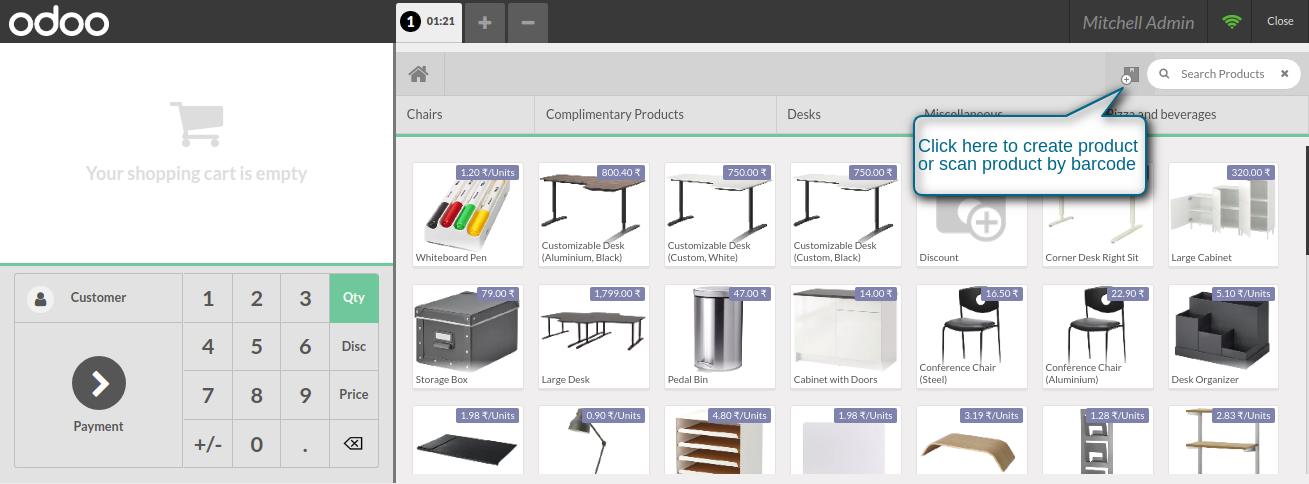 odoo
1 01:21
+ −
Mitchell Admin
Close
Search Products
Chairs
Complimentary Products
Desks
Miscellaneous
Pizza and beverages
Click here to create product
or scan product by barcode
Your shopping cart is empty
Customer
Payment
1 2 3 Qty
4 5 6 Disc
7 8 9 Price
+/- 0 .
1.20 ₹/Units
Whiteboard Pen
800.40 ₹
Customizable Desk
(Aluminium, Black)
750.00 ₹
Customizable Desk
(Custom, White)
750.00 ₹
Customizable Desk
(Custom, Black)
Discount
Corner Desk Right Sit
320.00 ₹
Large Cabinet
79.00 ₹
Storage Box
1,799.00 ₹
Large Desk
47.00 ₹
Pedal Bin
14.00 ₹
Cabinet with Doors
16.50 ₹
Conference Chair
(Steel)
22.90 ₹
Conference Chair
(Aluminium)
5.10 ₹/Units
Desk Organizer
1.98 ₹/Units
0.90 ₹/Units
4.80 ₹/Units
1.98 ₹/Units
3.19 ₹/Units
1.28 ₹/Units
2.83 ₹/Units